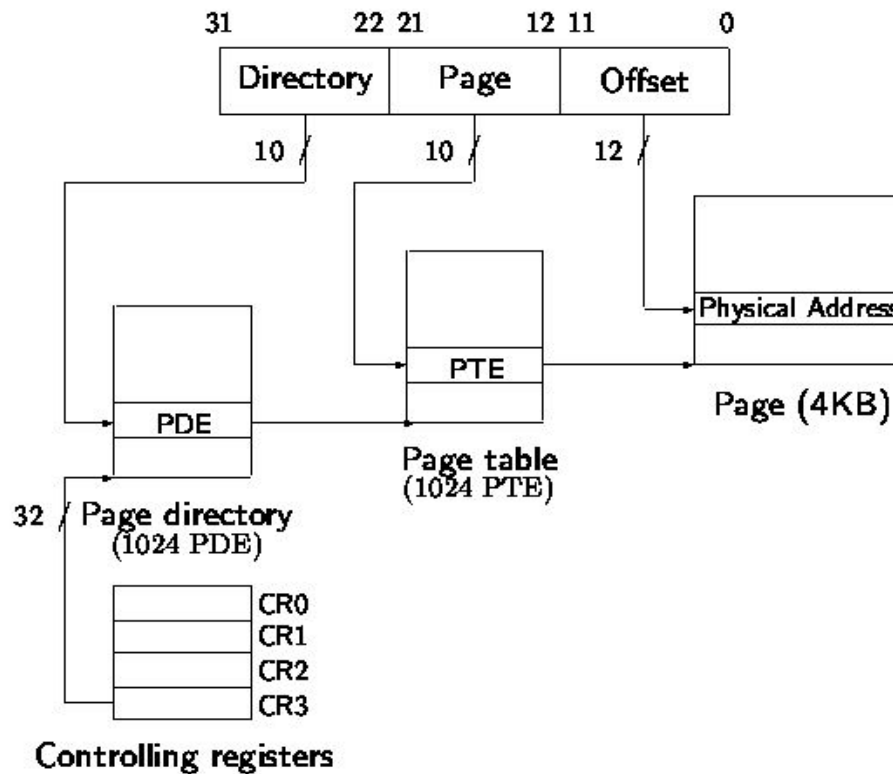 31 22 21 12 11 0
Directory Page Offset
10 10 12
Physical Address
PTE
Page (4KB)
PDE
Page table
(1024 PTE)
32 Page directory
(1024 PDE)
CR0
CR1
CR2
CR3
Controlling registers